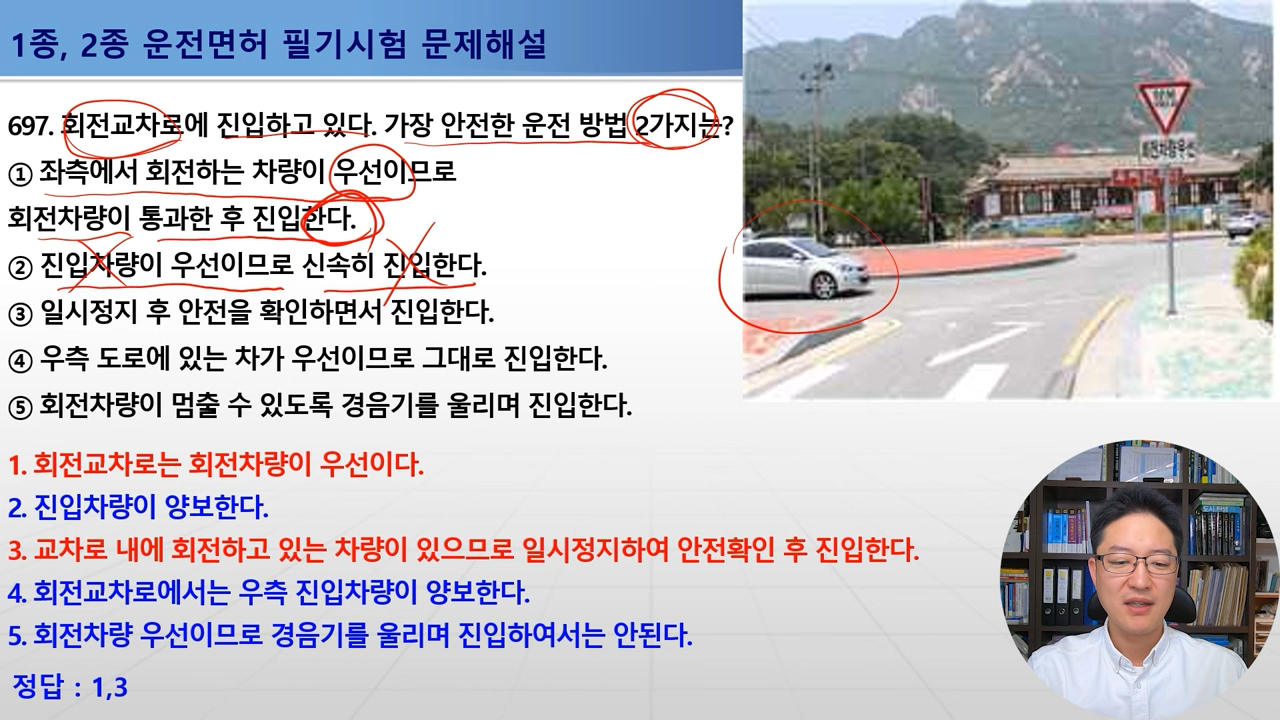 1종, 2종 운전면허 필기시험 문제해설
697. 회전교차로에 진입하고 있다. 가장 안전한 운전 방법 2가지는?
① 좌측에서 회전하는 차량이 우선이므로
회전차량이 통과한 후 진입한다.
② 진입차량이 우선이므로 신속히 진입한다.
③ 일시정지 후 안전을 확인하면서 진입한다.
④ 우측 도로에 있는 차가 우선이므로 그대로 진입한다.
⑤ 회전차량이 멈출 수 있도록 경음기를 울리며 진입한다.
회전차량우선
1. 회전교차로는 회전차량이 우선이다.
2. 진입차량이 양보한다.
3. 교차로 내에 회전하고 있는 차량이 있으므로 일시정지하여 안전확인 후 진입한다.
4. 회전교차로에서는 우측 진입차량이 양보한다.
5. 회전차량 우선이므로 경음기를 울리며 진입하여서는 안된다.
정답 : 1,3